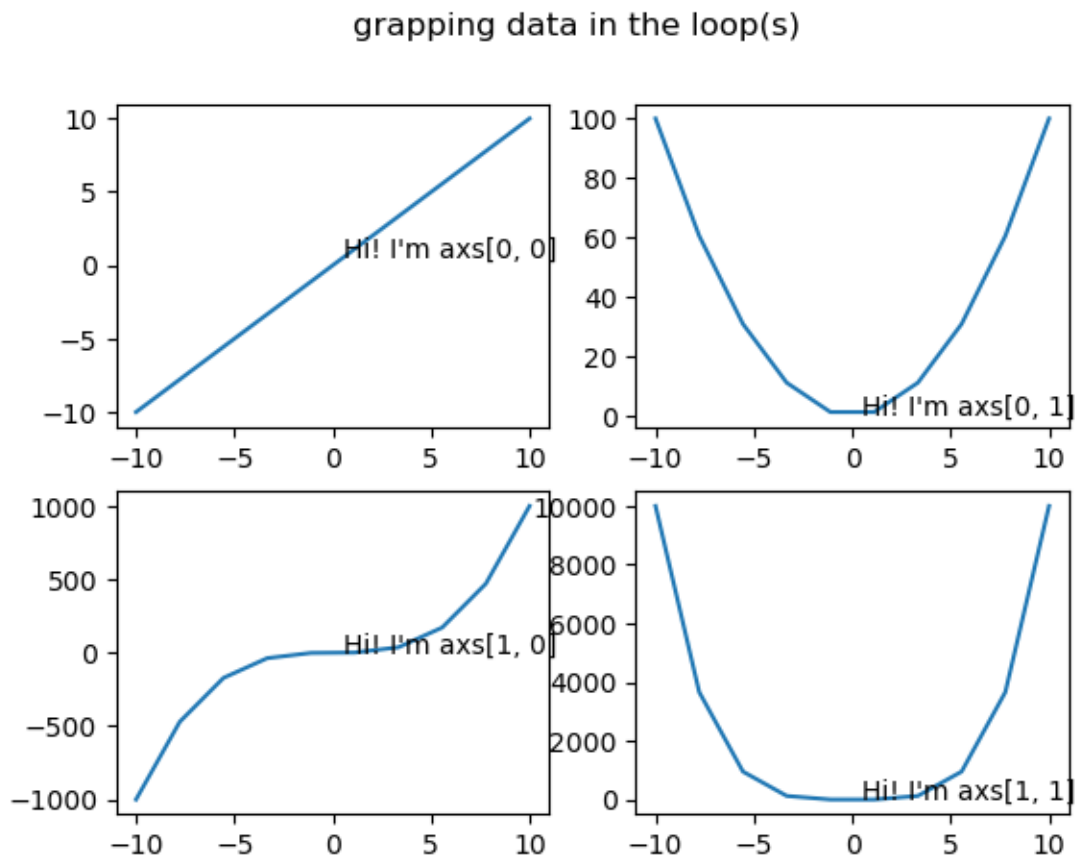 grapping data in the loop(s)
10
5
0
−5
−10
Hi! I'm axs[0, 0]
−10 −5 0 5 10
100
80
60
40
20
0
Hi! I'm axs[0, 1]
−10 −5 0 5 10
1000
500
0
−500
−1000
Hi! I'm axs[1, 0]
−10 −5 0 5 10
10000
8000
6000
4000
2000
0
Hi! I'm axs[1, 1]
−10 −5 0 5 10